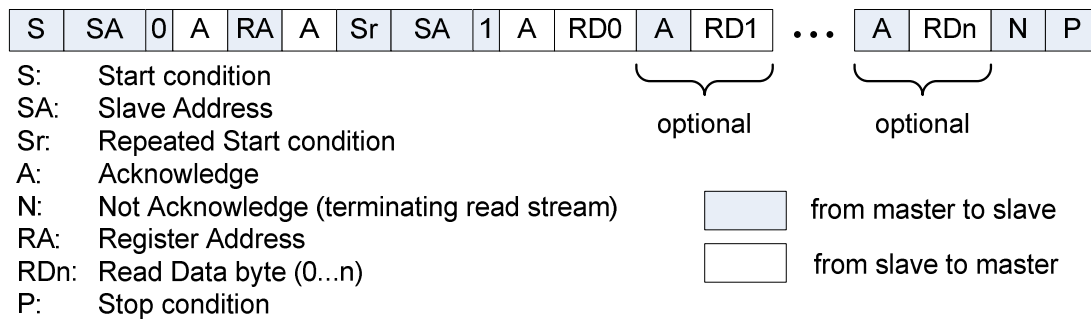 S SA 0 A RA A Sr SA 1 A RD0 A RD1 ... A RDn N P
optional optional
S: Start condition
SA: Slave Address
Sr: Repeated Start condition
A: Acknowledge
N: Not Acknowledge (terminating read stream)
RA: Register Address
RDn: Read Data byte (0...n)
P: Stop condition
from master to slave
from slave to master